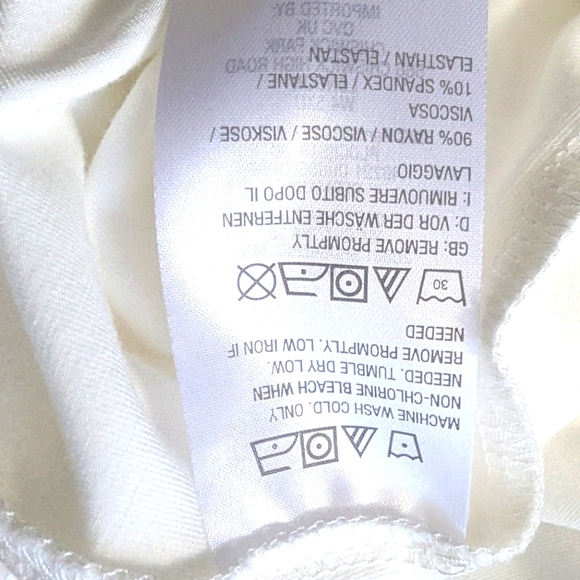 MACHINE WASH COLD. ONLY
NON-CHLORINE BLEACH WHEN
NEEDED. TUMBLE DRY LOW.
REMOVE PROMPTLY. LOW IRON IF
NEEDED
30
GB: REMOVE PROMPTLY
D: VOR DER WÄSCHE ENTFERNEN
I: RIMUOVERE SUBITO DOPO IL
LAVAGGIO
90% RAYON / VISCOSE / VISKOSE /
VISCOSA
10% SPANDEX / ELASTANE /
ELASTHAN / ELASTAN
IMPORTED BY:
QVC UK
PARK
HIGH ROAD